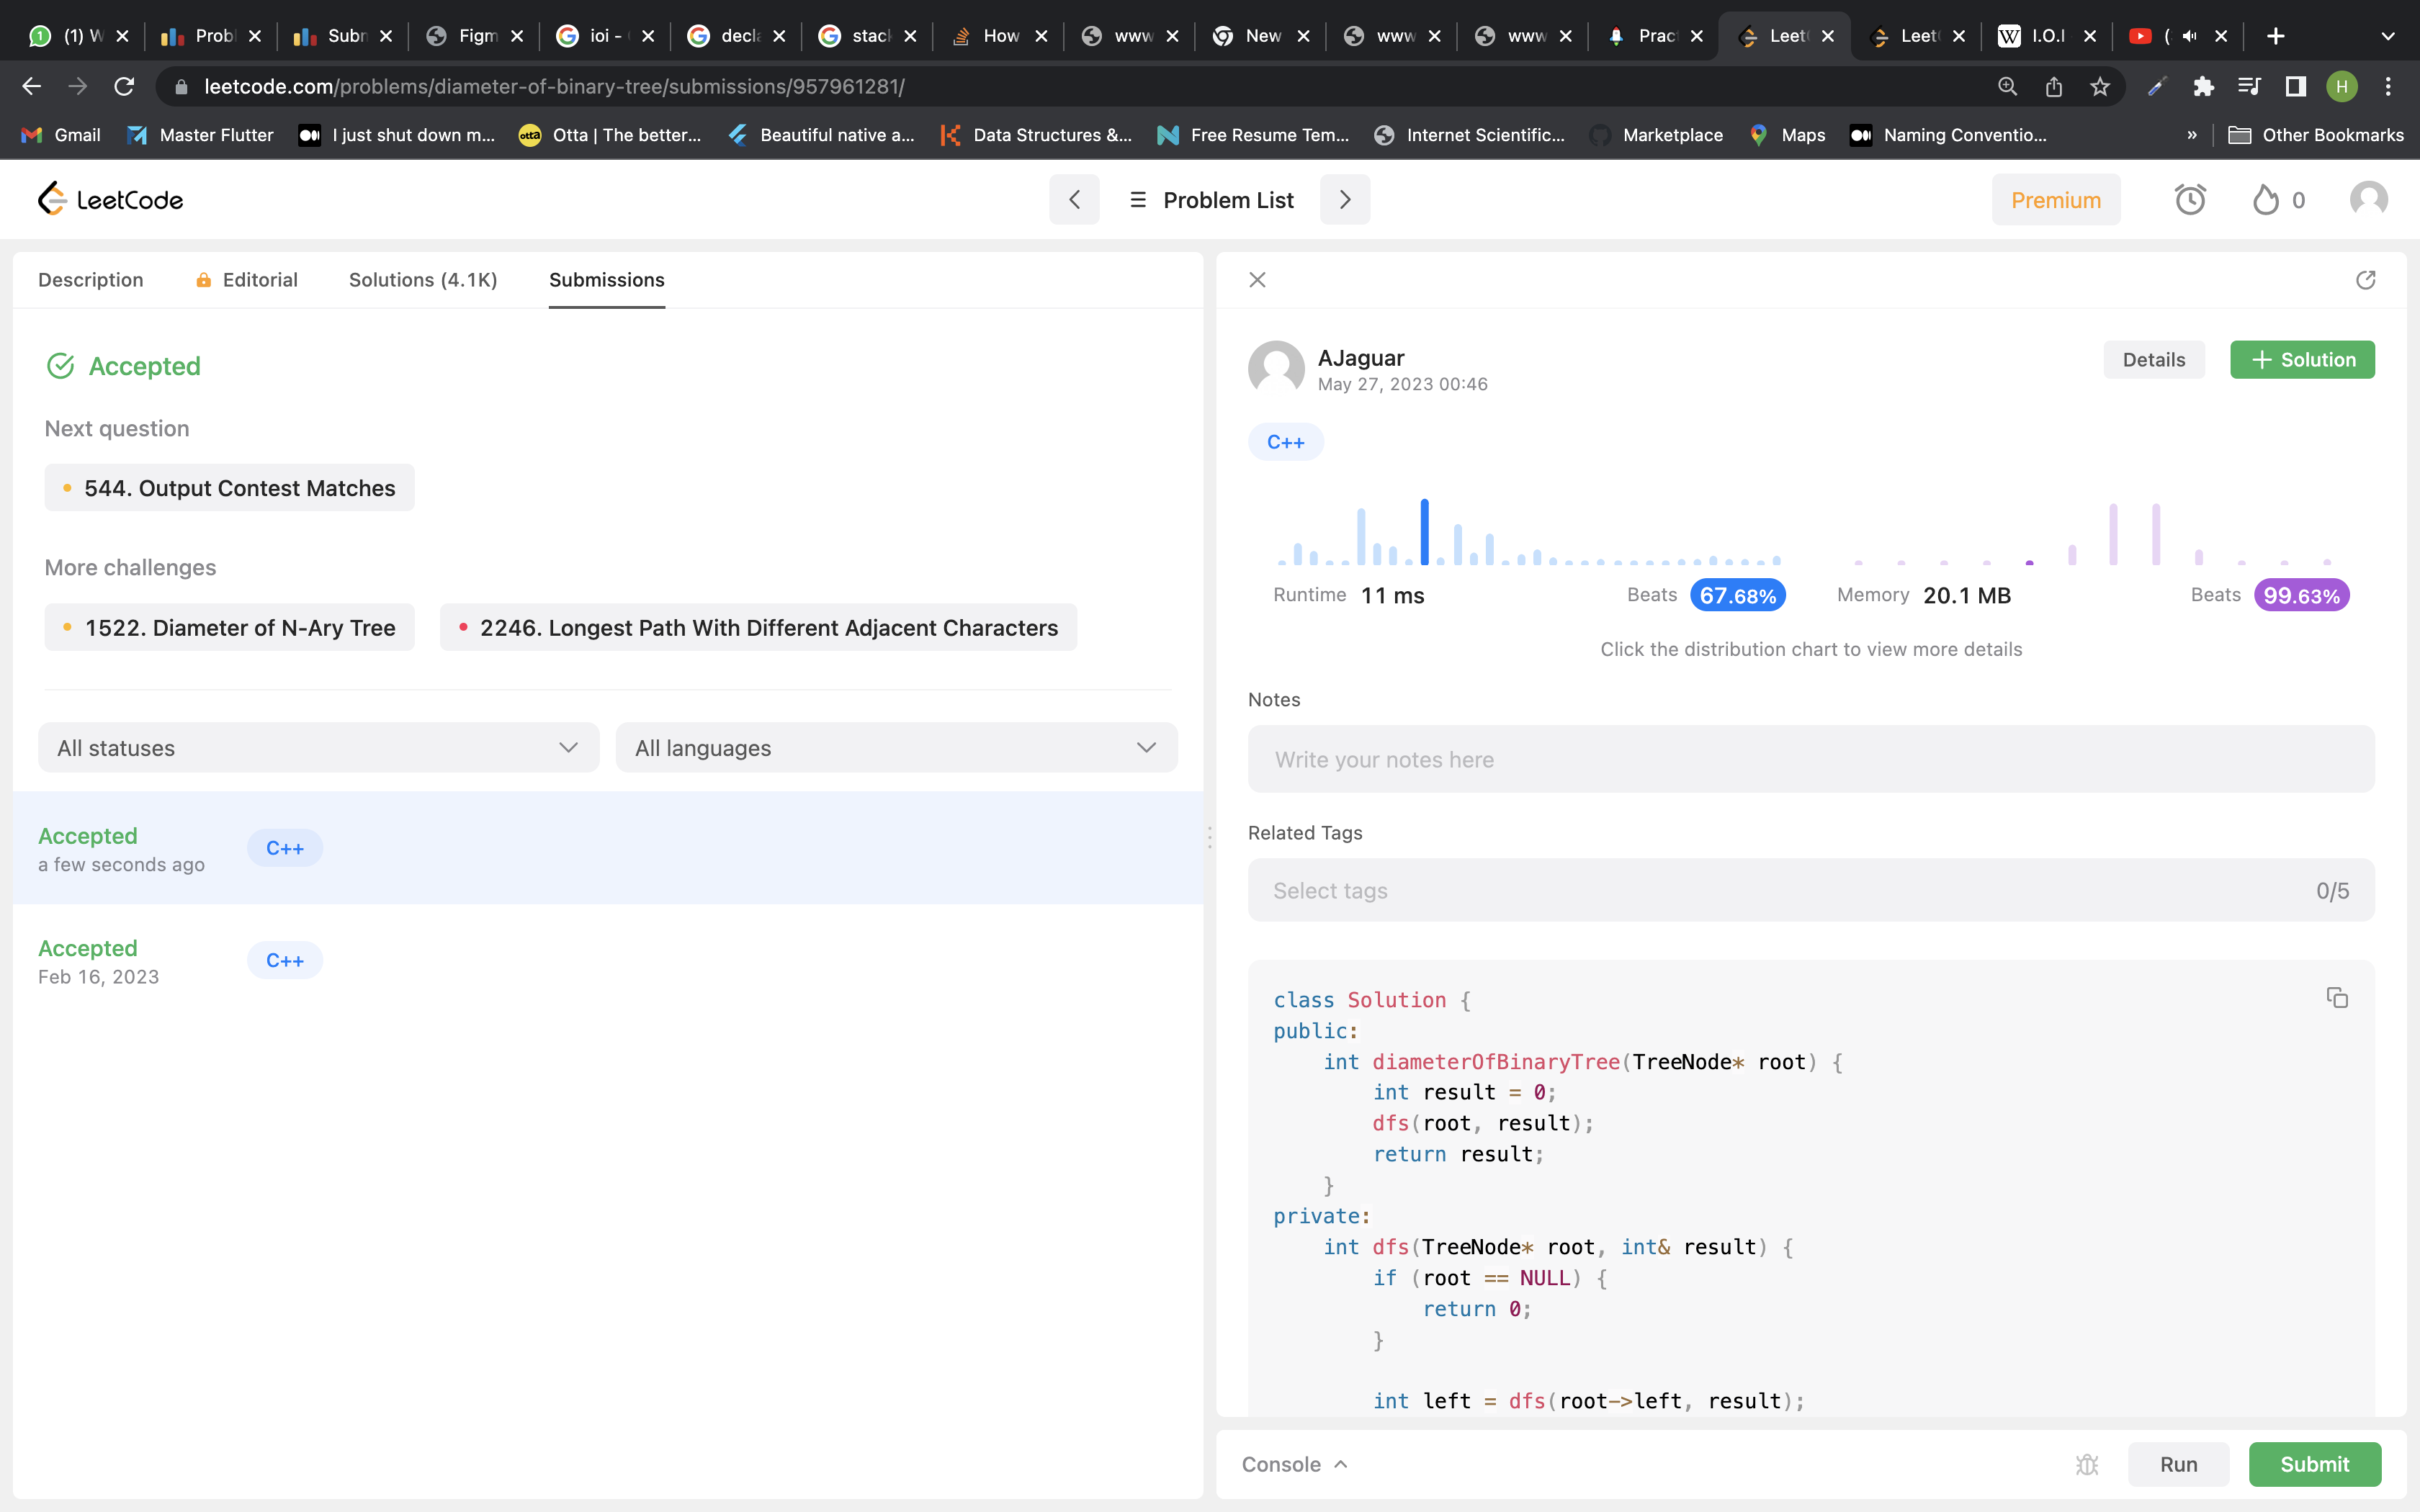 (1) W
Prob
Subm
Figm
ioi -
decla
stack
How
www
New
www
www
Prac
Leet
Leet
I.O.I
(
leetcode.com/problems/diameter-of-binary-tree/submissions/957961281/
H
Gmail
Master Flutter
I just shut down m...
Otta | The better...
Beautiful native a...
Data Structures &...
Free Resume Tem...
Internet Scientific...
Marketplace
Maps
Naming Conventio...
»
Other Bookmarks
LeetCode
Problem List
Premium
0
Description
Editorial
Solutions (4.1K)
Submissions
Accepted
Next question
544. Output Contest Matches
More challenges
1522. Diameter of N-Ary Tree
2246. Longest Path With Different Adjacent Characters
All statuses
All languages
Accepted
a few seconds ago
C++
Accepted
Feb 16, 2023
C++
AJaguar
May 27, 2023 00:46
Details
+ Solution
C++
Runtime 11 ms
Beats 67.68%
Memory 20.1 MB
Beats 99.63%
Click the distribution chart to view more details
Notes
Write your notes here
Related Tags
Select tags
0/5
class Solution {
public:
    int diameterOfBinaryTree(TreeNode* root) {
        int result = 0;
        dfs(root, result);
        return result;
    }
private:
    int dfs(TreeNode* root, int& result) {
        if (root == NULL) {
            return 0;
        }
        int left = dfs(root->left, result);
Console
Run
Submit